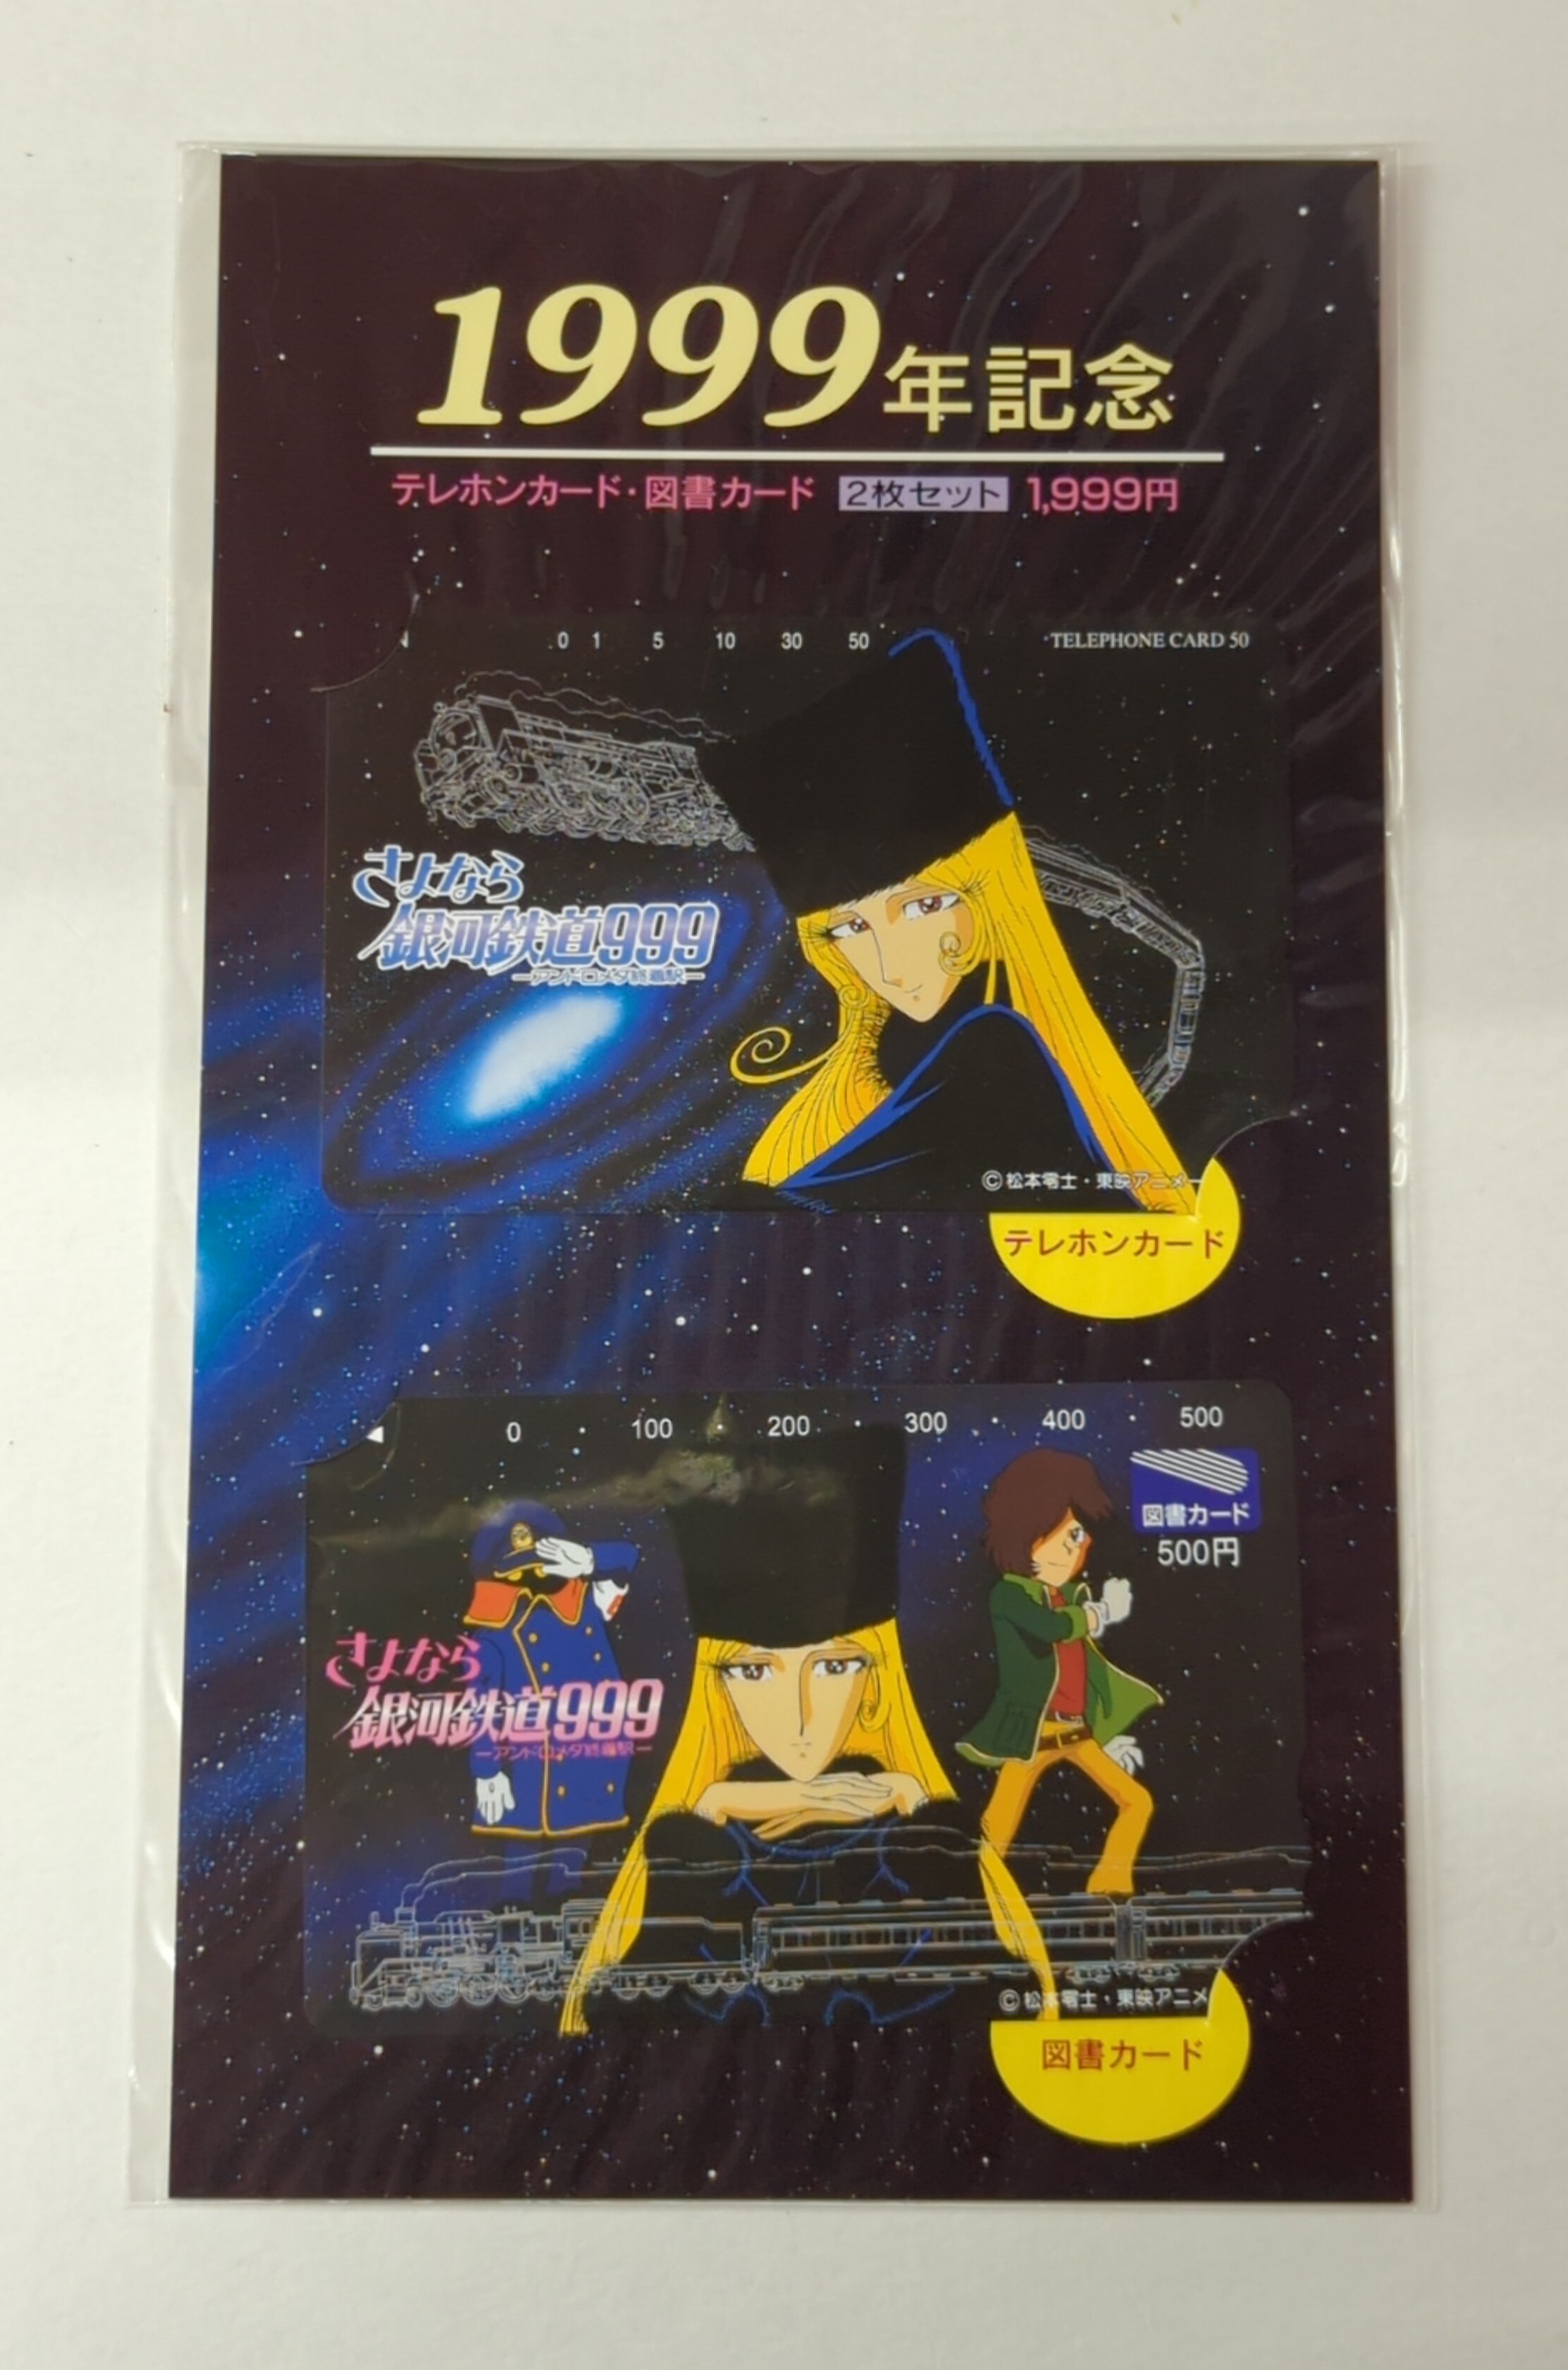 1999年記念
テレホンカード・図書カード 2枚セット 1,999円
0 1 5 10 30 50 TELEPHONE CARD 50
さよなら
銀河鉄道999
―アンドロメダ終着駅―
©松本零士・東映アニメー
テレホンカード
0 100 200 300 400 500
図書カード
500円
さよなら
銀河鉄道999
―アンドロメダ終着駅―
©松本零士・東映アニメ
図書カード